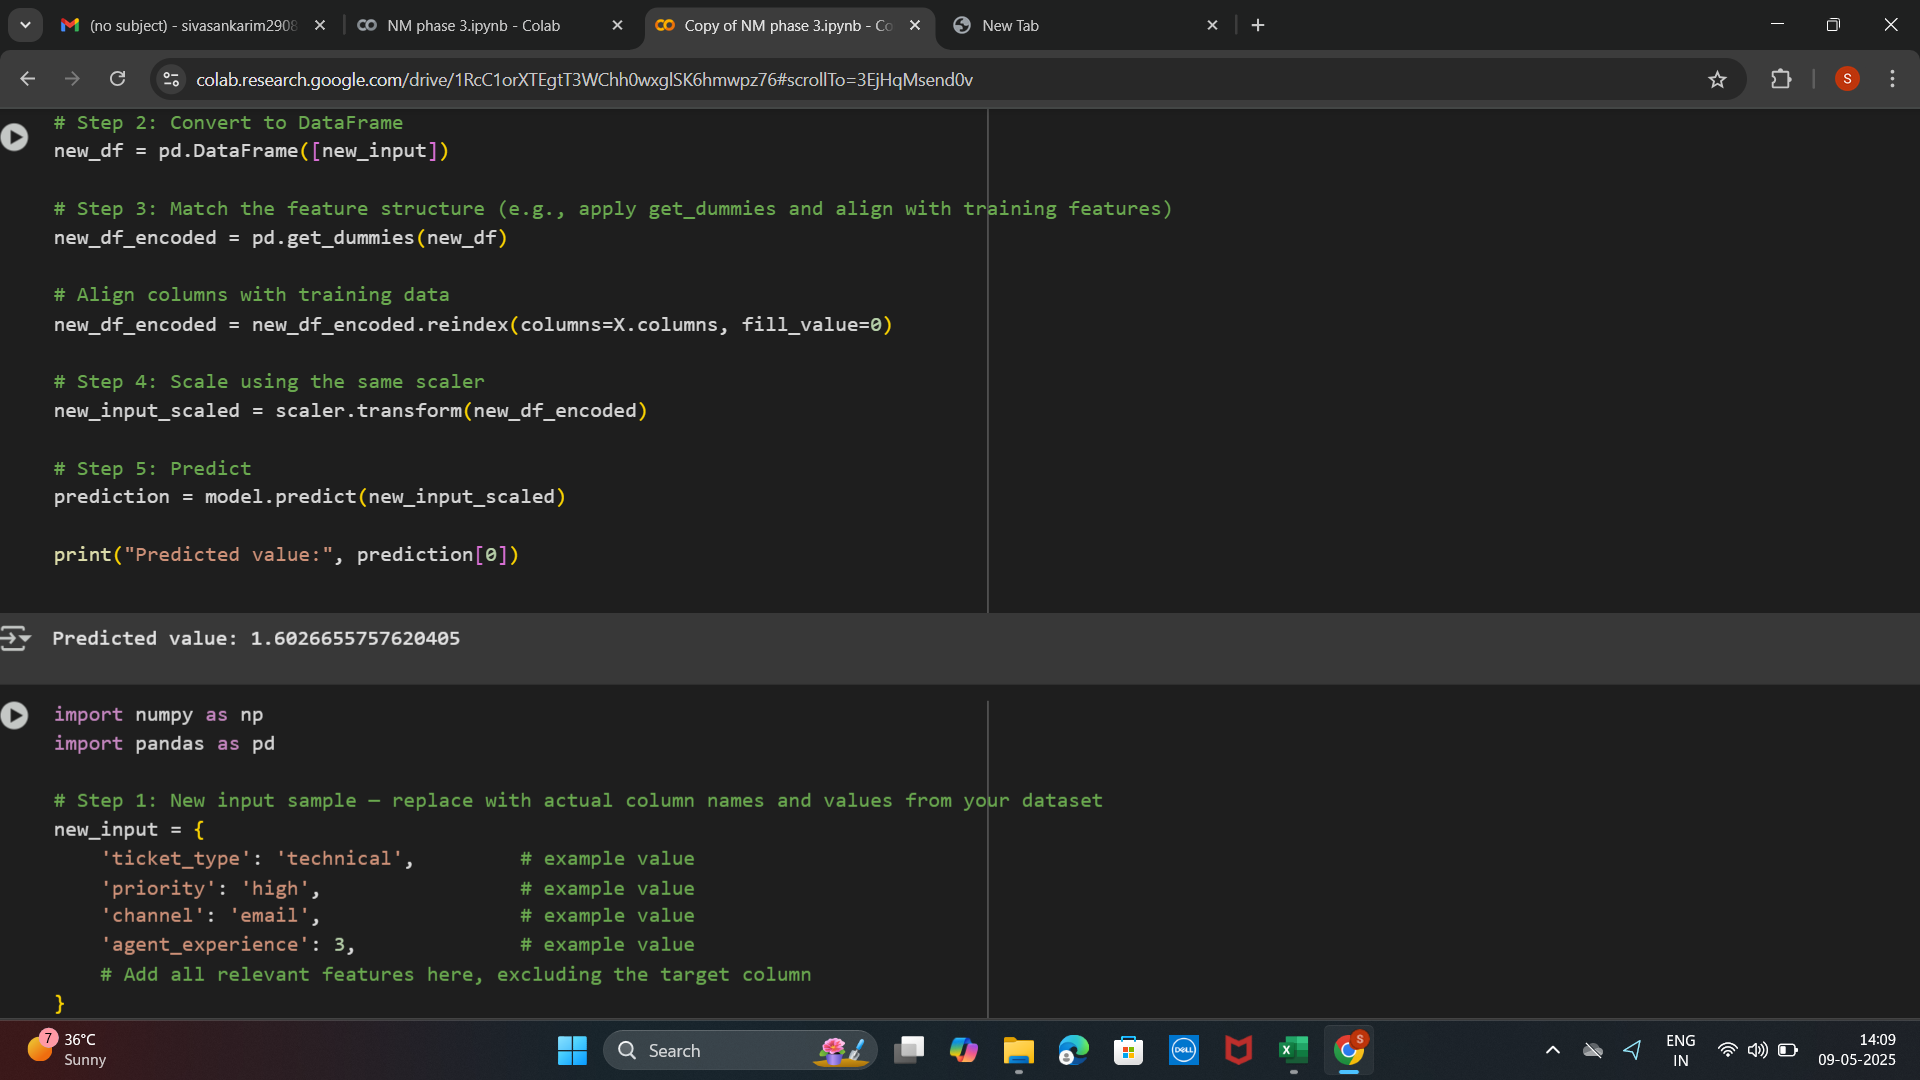 (no subject) - sivasankarim2908
NM phase 3.ipynb - Colab
Copy of NM phase 3.ipynb - Co
New Tab
colab.research.google.com/drive/1RcC1orXTEgtT3WChh0wxglSK6hmwpz76#scrollTo=3EjHqMsend0v
S
# Step 2: Convert to DataFrame
new_df = pd.DataFrame([new_input])
# Step 3: Match the feature structure (e.g., apply get_dummies and align with training features)
new_df_encoded = pd.get_dummies(new_df)
# Align columns with training data
new_df_encoded = new_df_encoded.reindex(columns=X.columns, fill_value=0)
# Step 4: Scale using the same scaler
new_input_scaled = scaler.transform(new_df_encoded)
# Step 5: Predict
prediction = model.predict(new_input_scaled)
print("Predicted value:", prediction[0])
Predicted value: 1.6026655757620405
import numpy as np
import pandas as pd
# Step 1: New input sample — replace with actual column names and values from your dataset
new_input = {
'ticket_type': 'technical', # example value
'priority': 'high', # example value
'channel': 'email', # example value
'agent_experience': 3, # example value
# Add all relevant features here, excluding the target column
}
7
36°C
Sunny
Search
DELL
S
ENG
IN
14:09
09-05-2025